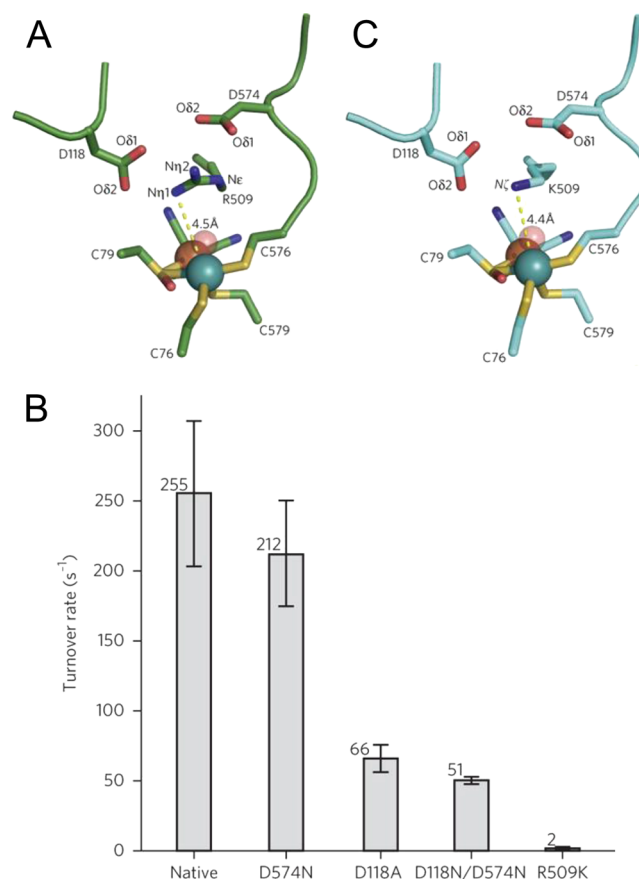 A
C
D574
Oδ2
Oδ1
D118
Oδ1
Oδ2
Nη2
Nη1
Nε
R509
4.5Å
C79
C576
C579
C76
D574
Oδ2
Oδ1
D118
Oδ1
Oδ2
Nζ
K509
4.4Å
C79
C576
C579
C76
B
Turnover rate (s⁻¹)
300
250
200
150
100
50
0
255
212
66
51
2
Native D574N D118A D118N/D574N R509K